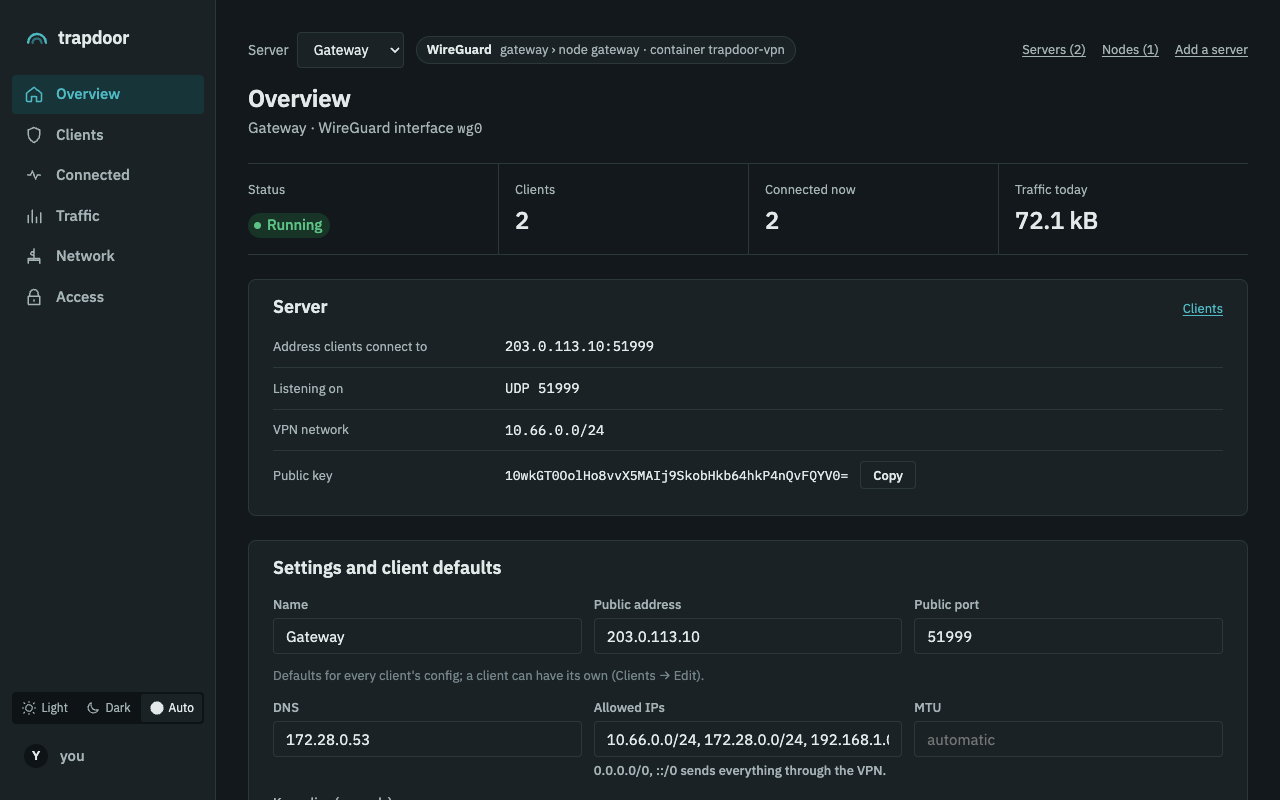 trapdoor
Overview
Clients
Connected
Traffic
Network
Access
Light Dark Auto
Y you
Server Gateway WireGuard gateway › node gateway · container trapdoor-vpn Servers (2) Nodes (1) Add a server
Overview
Gateway · WireGuard interface wg0
Status Clients Connected now Traffic today
Running 2 2 72.1 kB
Server Clients
Address clients connect to 203.0.113.10:51999
Listening on UDP 51999
VPN network 10.66.0.0/24
Public key 10wkGT0OolHo8vvX5MAIj9SkobHkb64hkP4nQvFQYV0= Copy
Settings and client defaults
Name Public address Public port
Gateway 203.0.113.10 51999
Defaults for every client's config; a client can have its own (Clients → Edit).
DNS Allowed IPs MTU
172.28.0.53 10.66.0.0/24, 172.28.0.0/24, 192.168.1.0 automatic
0.0.0.0/0, ::/0 sends everything through the VPN.